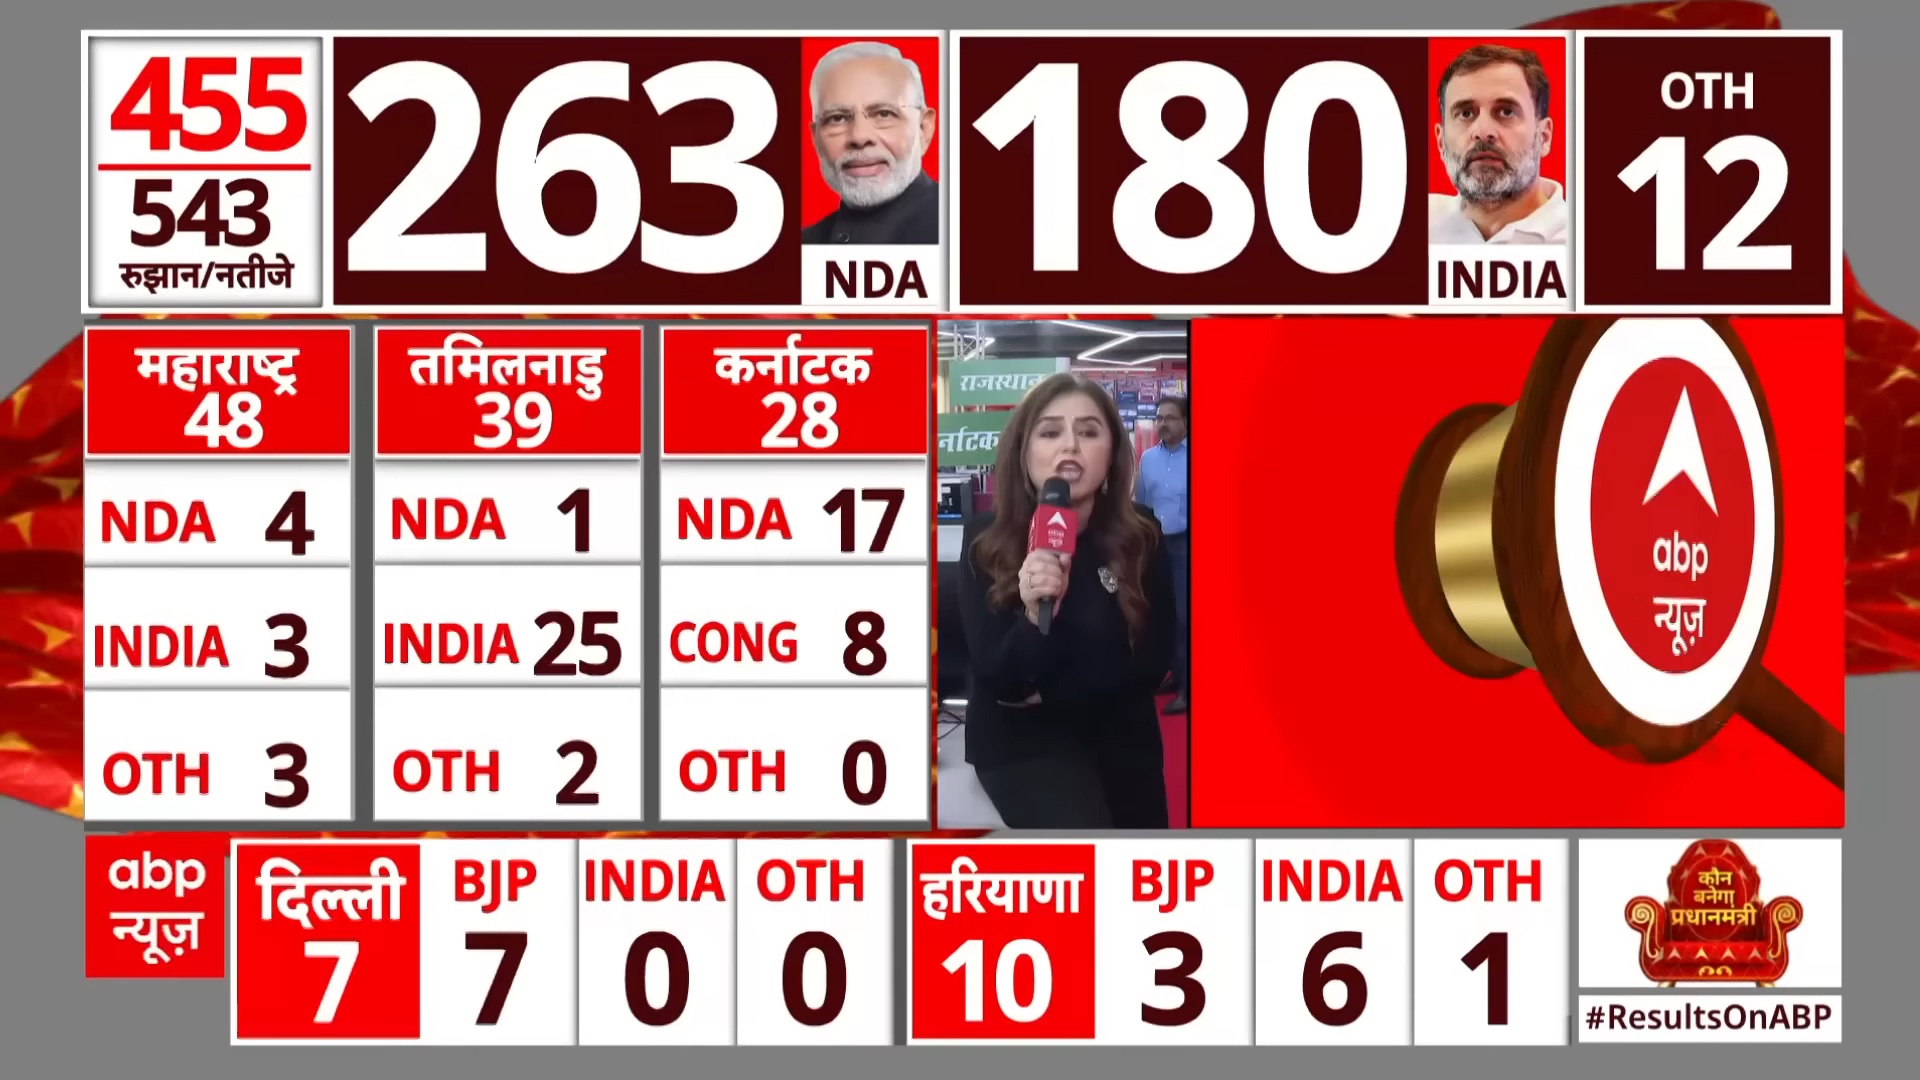 455
543
रुझान/नतीजे
263
NDA
180
INDIA
OTH
12
महाराष्ट्र
48
NDA 4
INDIA 3
OTH 3
तमिलनाडु
39
NDA 1
INDIA 25
OTH 2
कर्नाटक
28
NDA 17
CONG 8
OTH 0
राजस्थान
र्नाटक
abp
न्यूज़
abp
न्यूज़
दिल्ली
7
BJP
7
INDIA
0
OTH
0
हरियाणा
10
BJP
3
INDIA
6
OTH
1
कौन
बनेगा
प्रधानमंत्री
#ResultsOnABP